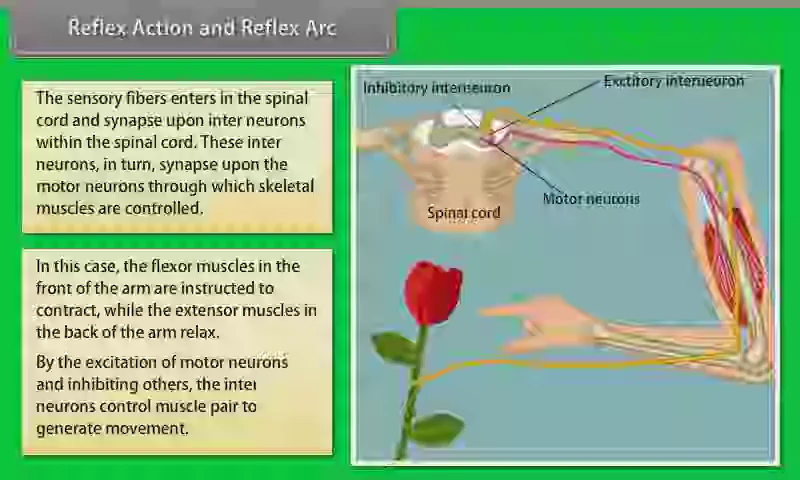 Reflex Action and Reflex Arc
The sensory fibers enters in the spinal
cord and synapse upon inter neurons
within the spinal cord. These inter
neurons, in turn, synapse upon the
motor neurons through which skeletal
muscles are controlled.
In this case, the flexor muscles in the
front of the arm are instructed to
contract, while the extensor muscles in
the back of the arm relax.
By the excitation of motor neurons
and inhibiting others, the inter
neurons control muscle pair to
generate movement.
Inhibitory interneuron
Exctitory interneuron
Motor neurons
Spinal cord